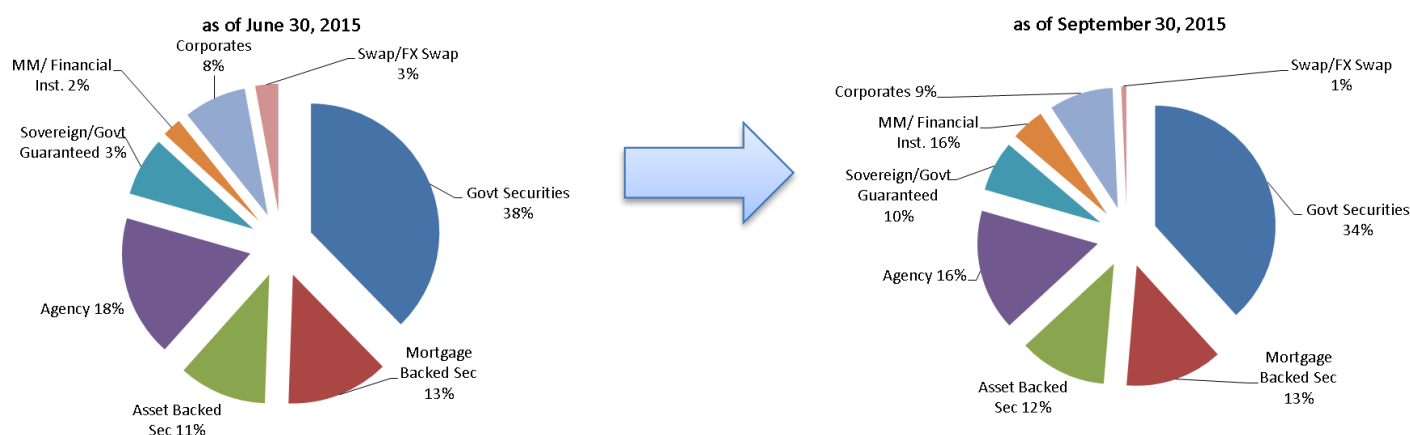 as of June 30, 2015
Corporates
8%
Swap/FX Swap
3%
MM/ Financial
Inst. 2%
Sovereign/Govt
Guaranteed 3%
Govt Securities
38%
Agency 18%
Mortgage
Backed Sec
13%
Asset Backed
Sec 11%
as of September 30, 2015
Swap/FX Swap
1%
Corporates 9%
MM/ Financial
Inst. 16%
Sovereign/Govt
Guaranteed
10%
Govt Securities
34%
Agency 16%
Mortgage
Backed Sec
13%
Asset Backed
Sec 12%